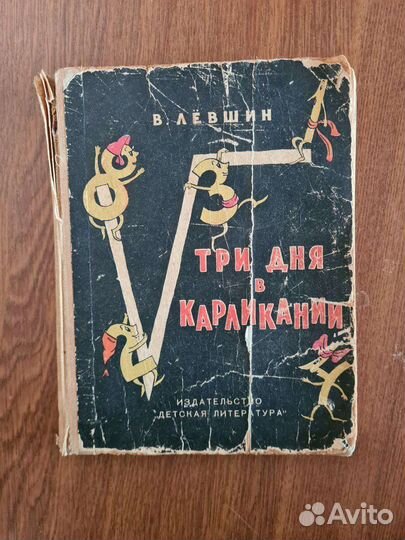 В. ЛЁВШИН
ТРИ ДНЯ
В
КАРЛИКАНИИ
ИЗДАТЕЛЬСТВО
"ДЕТСКАЯ ЛИТЕРАТУРА"
Avito